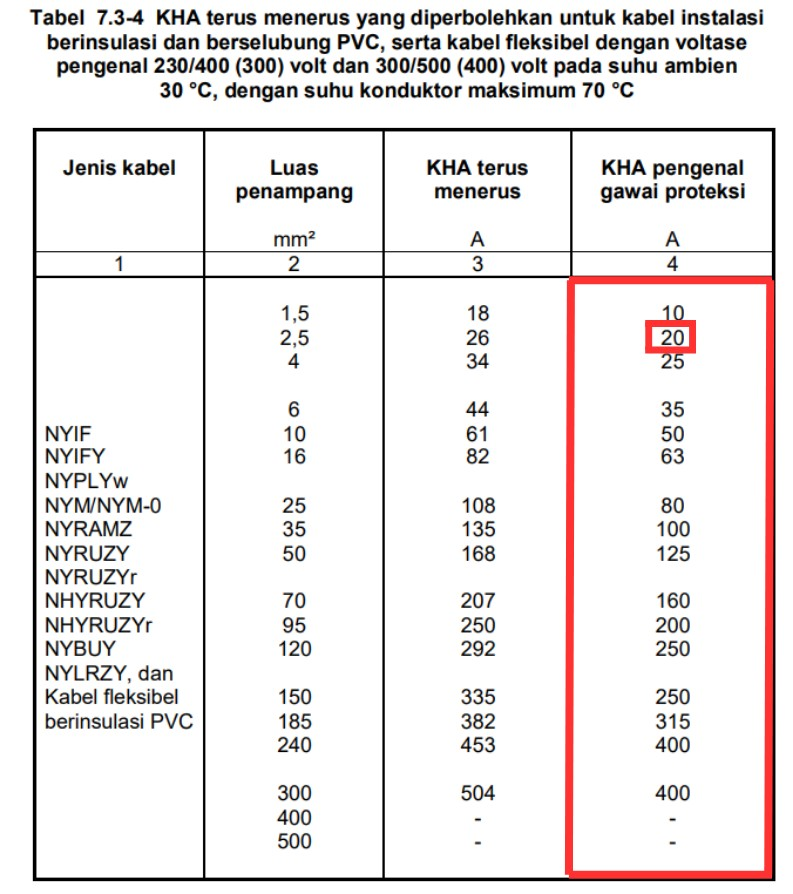 Tabel 7.3-4 KHA terus menerus yang diperbolehkan untuk kabel instalasi
berinsulasi dan berselubung PVC, serta kabel fleksibel dengan voltase
pengenal 230/400 (300) volt dan 300/500 (400) volt pada suhu ambien
30 °C, dengan suhu konduktor maksimum 70 °C
Jenis kabel Luas penampang mm² KHA terus menerus A KHA pengenal gawai proteksi A
1 2 3 4
1,5 18 10
2,5 26 20
4 34 25
6 44 35
NYIF 10 61 50
NYIFY 16 82 63
NYPLYw
NYM/NYM-0 25 108 80
NYRAMZ 35 135 100
NYRUZY 50 168 125
NYRUZYr
NHYRUZY 70 207 160
NHYRUZYr 95 250 200
NYBUY 120 292 250
NYLRZY, dan
Kabel fleksibel 150 335 250
berinsulasi PVC 185 382 315
240 453 400
300 504 400
400 - -
500 - -